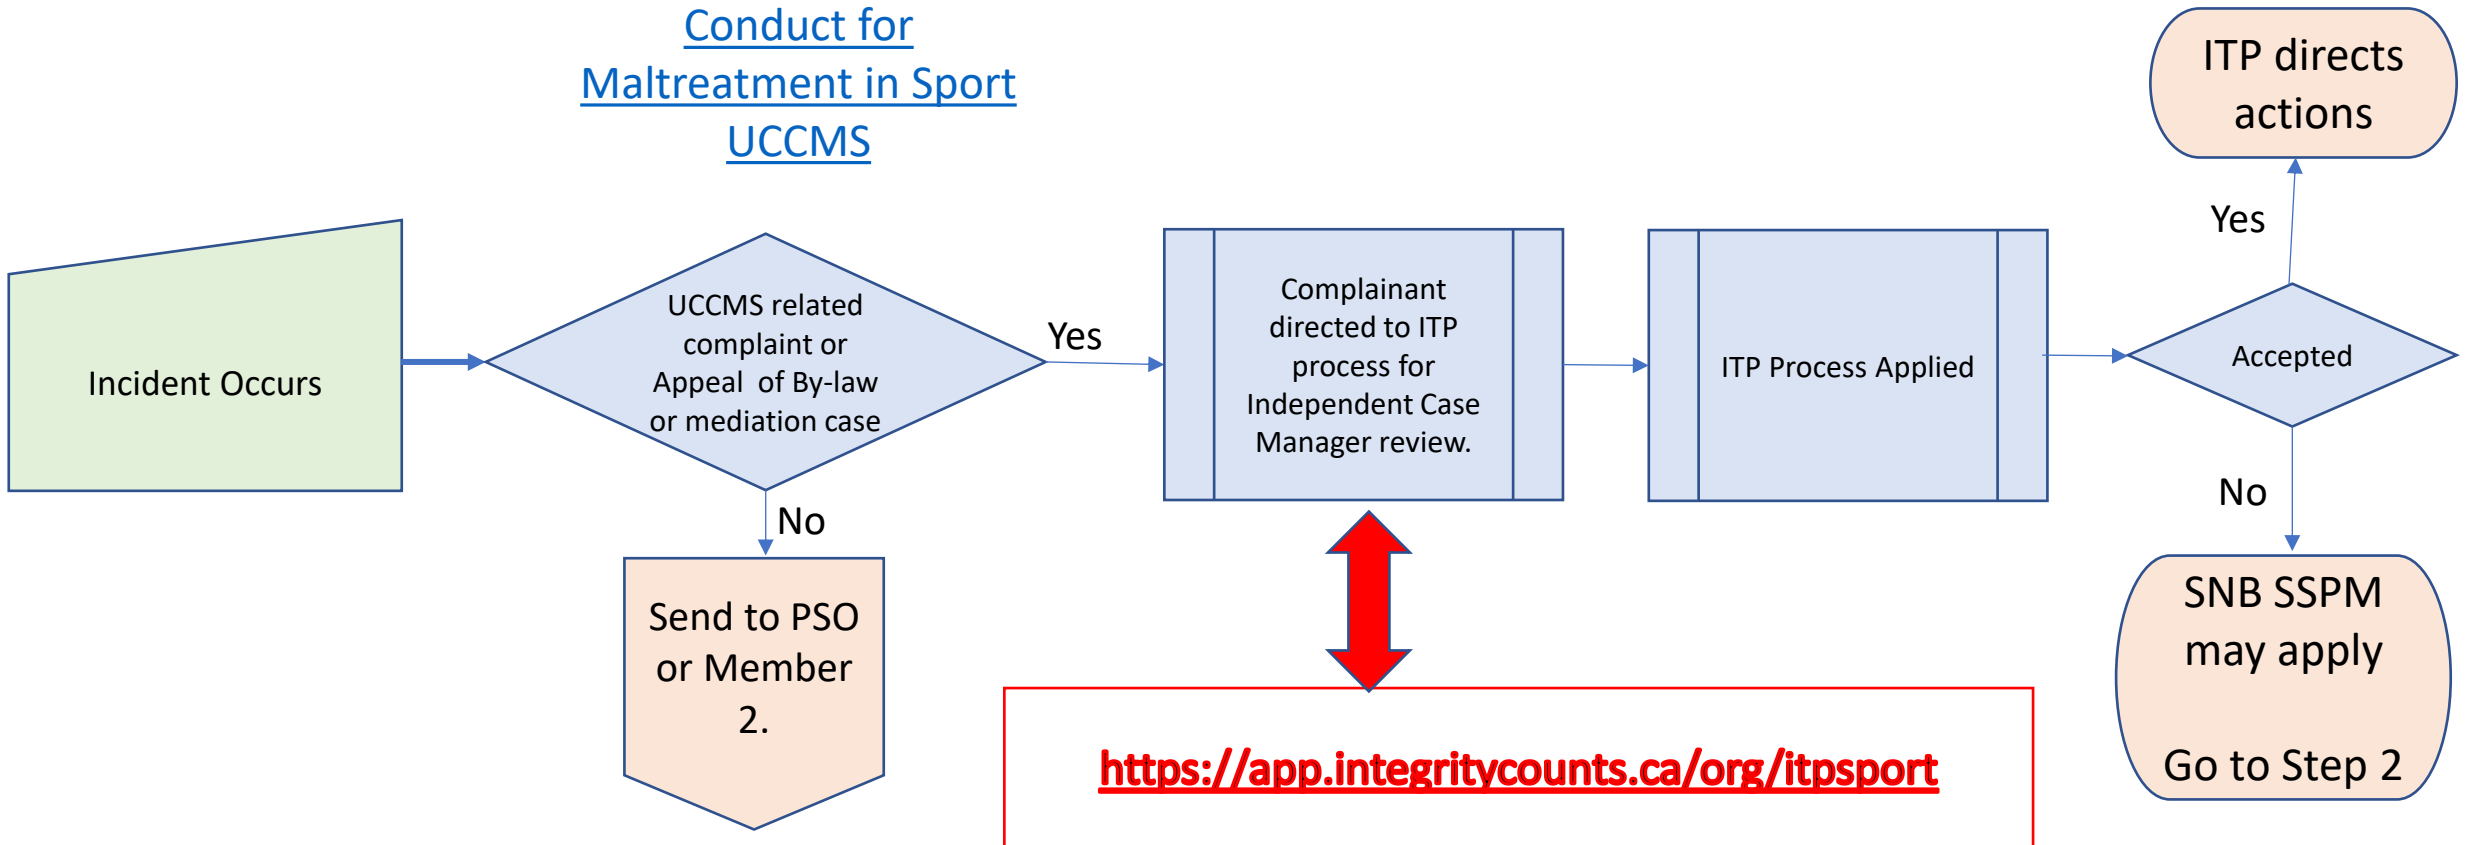 Conduct for
Maltreatment in Sport
UCCMS
Incident Occurs
UCCMS related
complaint or
Appeal of By-law
or mediation case
Yes
No
Send to PSO
or Member
2.
Complainant
directed to ITP
process for
Independent Case
Manager review.
https://app.integritycounts.ca/org/itpsport
ITP Process Applied
Accepted
Yes
ITP directs
actions
No
SNB SSPM
may apply
Go to Step 2